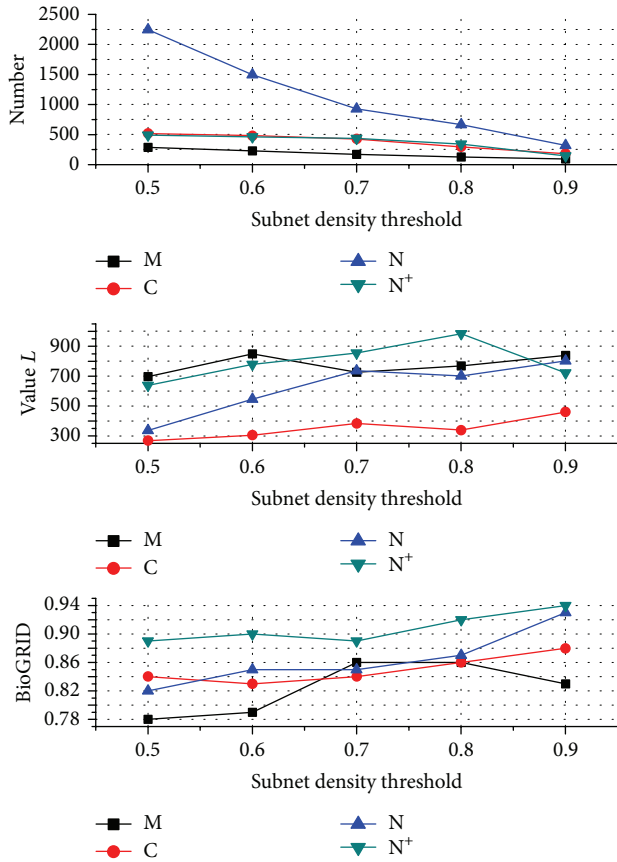 2500
2000
1500
1000
500
0
Number
0.5 0.6 0.7 0.8 0.9
Subnet density threshold
M N
C N⁺
900
700
500
300
Value L
0.5 0.6 0.7 0.8 0.9
Subnet density threshold
M N
C N⁺
0.94
0.90
0.86
0.82
0.78
BioGRID
0.5 0.6 0.7 0.8 0.9
Subnet density threshold
M N
C N⁺